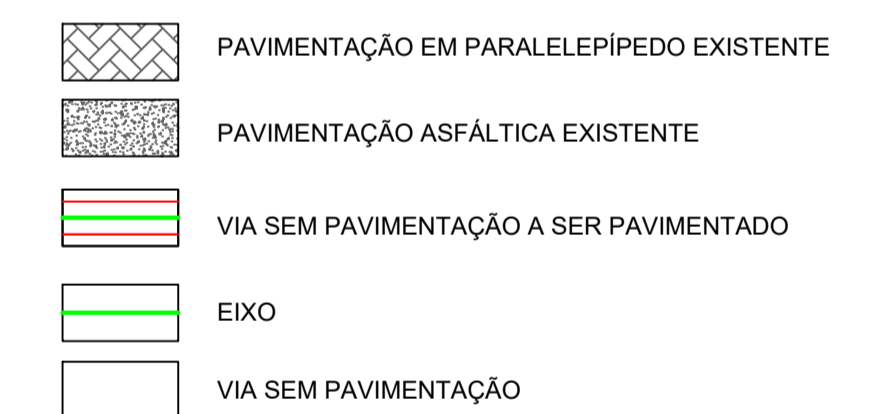 PAVIMENTAÇÃO EM PARALELEPÍPEDO EXISTENTE
PAVIMENTAÇÃO ASFÁLTICA EXISTENTE
VIA SEM PAVIMENTAÇÃO A SER PAVIMENTADO
EIXO
VIA SEM PAVIMENTAÇÃO